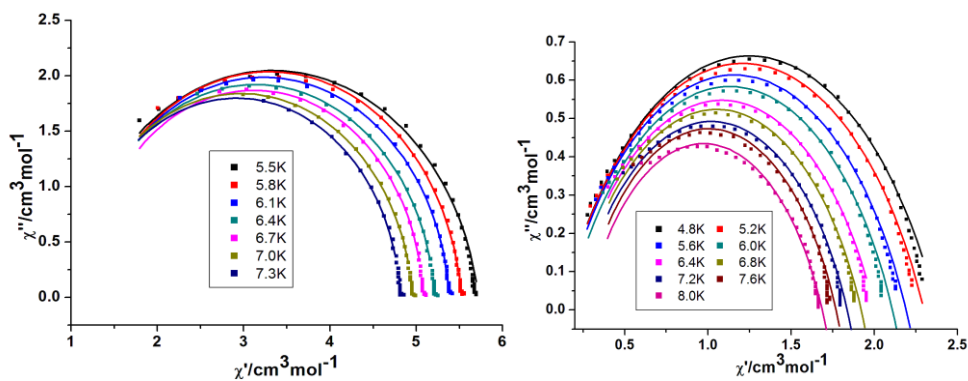 2.5
2.0
1.5
1.0
0.5
0.0
χ''/cm³mol⁻¹
1 2 3 4 5 6
χ'/cm³mol⁻¹
5.5K
5.8K
6.1K
6.4K
6.7K
7.0K
7.3K
0.7
0.6
0.5
0.4
0.3
0.2
0.1
0.0
χ''/cm³mol⁻¹
0.5 1.0 1.5 2.0 2.5
χ'/cm³mol⁻¹
4.8K 5.2K
5.6K 6.0K
6.4K 6.8K
7.2K 7.6K
8.0K